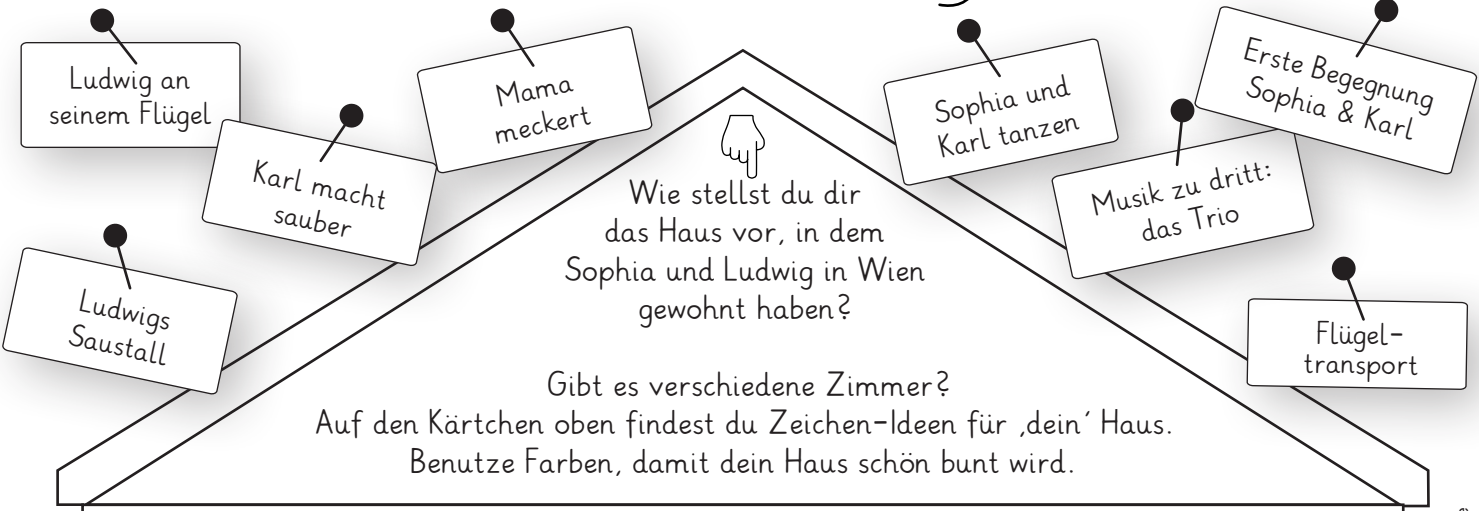 Ludwig an
seinem Flügel
Karl macht
sauber
Mama
meckert
Ludwigs
Saustall
Sophia und
Karl tanzen
Erste Begegnung
Sophia & Karl
Musik zu dritt:
das Trio
Flügel-
transport
Wie stellst du dir
das Haus vor, in dem
Sophia und Ludwig in Wien
gewohnt haben?
Gibt es verschiedene Zimmer?
Auf den Kärtchen oben findest du Zeichen-Ideen für ‚dein‘ Haus.
Benutze Farben, damit dein Haus schön bunt wird.